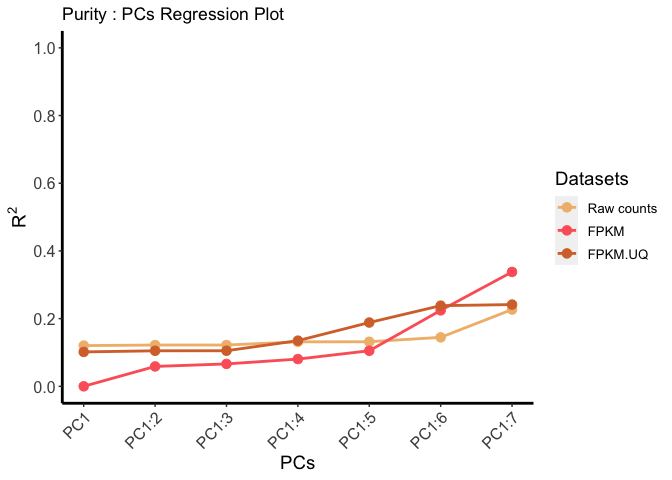 Purity : PCs Regression Plot
1.0
0.8
0.6
0.4
0.2
0.0
R²
PC1
PC1:2
PC1:3
PC1:4
PC1:5
PC1:6
PC1:7
PCs
Datasets
Raw counts
FPKM
FPKM.UQ